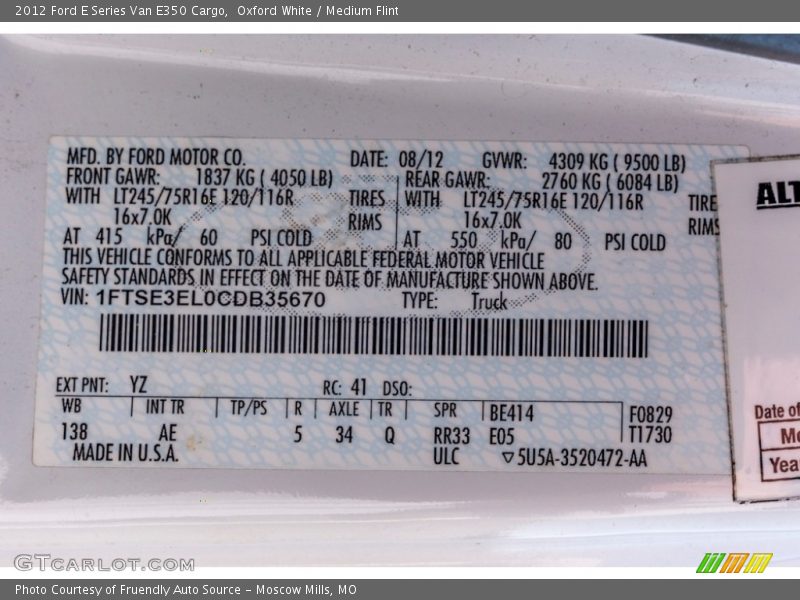 2012 Ford E Series Van E350 Cargo,  Oxford White / Medium Flint
MFD. BY FORD MOTOR CO. DATE: 08/12 GVWR: 4309 KG ( 9500 LB)
FRONT GAWR: 1837 KG ( 4050 LB) REAR GAWR: 2760 KG ( 6084 LB)
WITH LT245/75R16E 120/116R TIRES WITH LT245/75R16E 120/116R TIRE
16x7.0K RIMS 16x7.0K RIMS
AT 415 kPa/ 60 PSI COLD AT 550 kPa/ 80 PSI COLD
THIS VEHICLE CONFORMS TO ALL APPLICABLE FEDERAL MOTOR VEHICLE
SAFETY STANDARDS IN EFFECT ON THE DATE OF MANUFACTURE SHOWN ABOVE.
VIN: 1FTSE3EL0CDB35670 TYPE: Truck
EXT PNT: YZ RC: 41 DSO:
WB INT TR TP/PS R AXLE TR SPR BE414 F0829
138 AE 5 34 Q RR33 E05 T1730
MADE IN U.S.A. ULC ▽5U5A-3520472-AA
ALT
Date of
Mo
Yea
GTcarlot.com
Photo Courtesy of Fruendly Auto Source – Moscow Mills, MO